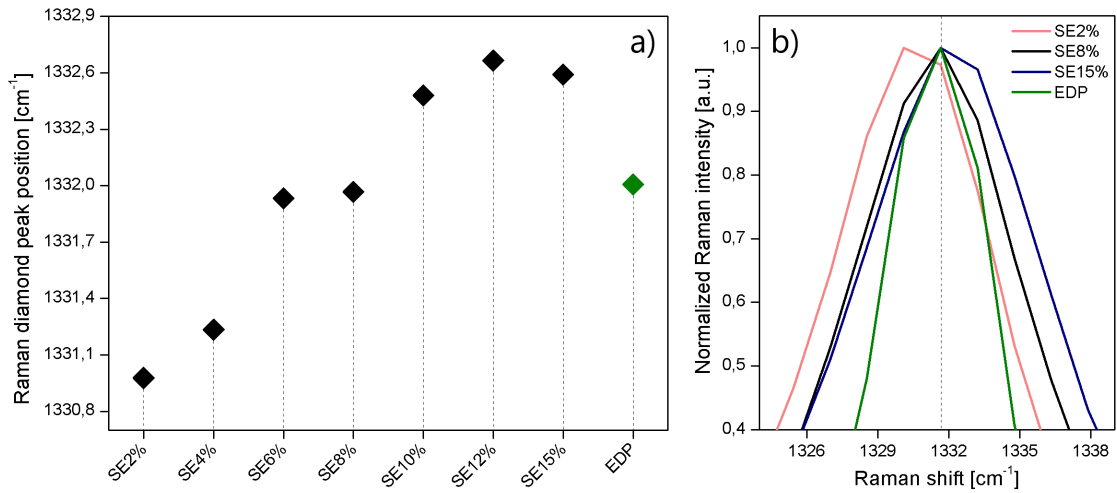 a)
Raman diamond peak position [cm⁻¹]
1332,9
1332,6
1332,3
1332,0
1331,7
1331,4
1331,1
1330,8
SE2%
SE4%
SE6%
SE8%
SE10%
SE12%
SE15%
EDP
b)
SE2%
SE8%
SE15%
EDP
Normalized Raman intensity [a.u.]
1,0
0,9
0,8
0,7
0,6
0,5
0,4
1326
1329
1332
1335
1338
Raman shift [cm⁻¹]